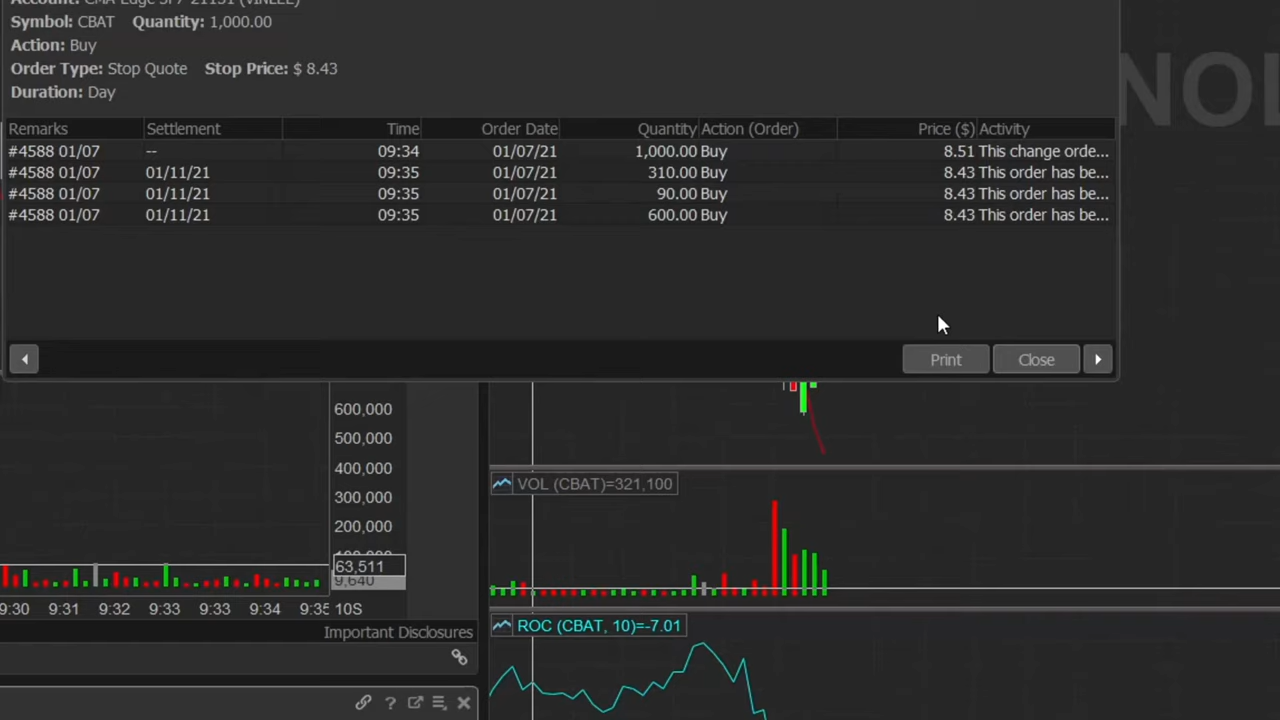 Symbol: CBAT Quantity: 1,000.00
Action: Buy
Order Type: Stop Quote Stop Price: $ 8.43
Duration: Day
Remarks Settlement Time Order Date Quantity Action (Order) Price ($) Activity
#4588 01/07 -- 09:34 01/07/21 1,000.00 Buy 8.51 This change orde...
#4588 01/07 01/11/21 09:35 01/07/21 310.00 Buy 8.43 This order has be...
#4588 01/07 01/11/21 09:35 01/07/21 90.00 Buy 8.43 This order has be...
#4588 01/07 01/11/21 09:35 01/07/21 600.00 Buy 8.43 This order has be...
Print Close
600,000
500,000
400,000
300,000
200,000
VOL (CBAT)=321,100
63,511
9,640
9:30 9:31 9:32 9:33 9:33 9:34 9:35 10S
ROC (CBAT, 10)=-7.01
Important Disclosures